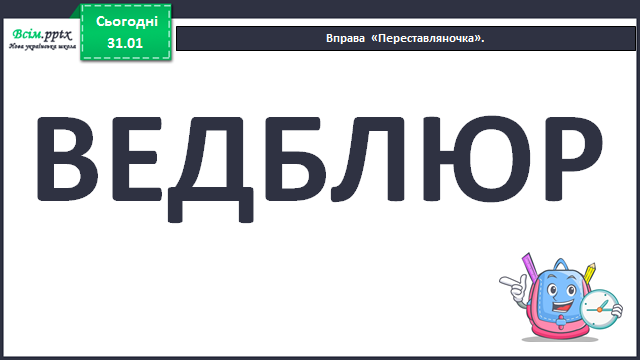 Всім.pptx
Нова українська школа
Сьогодні
31.01
Вправа «Переставляночка».
ВЕДБЛЮР